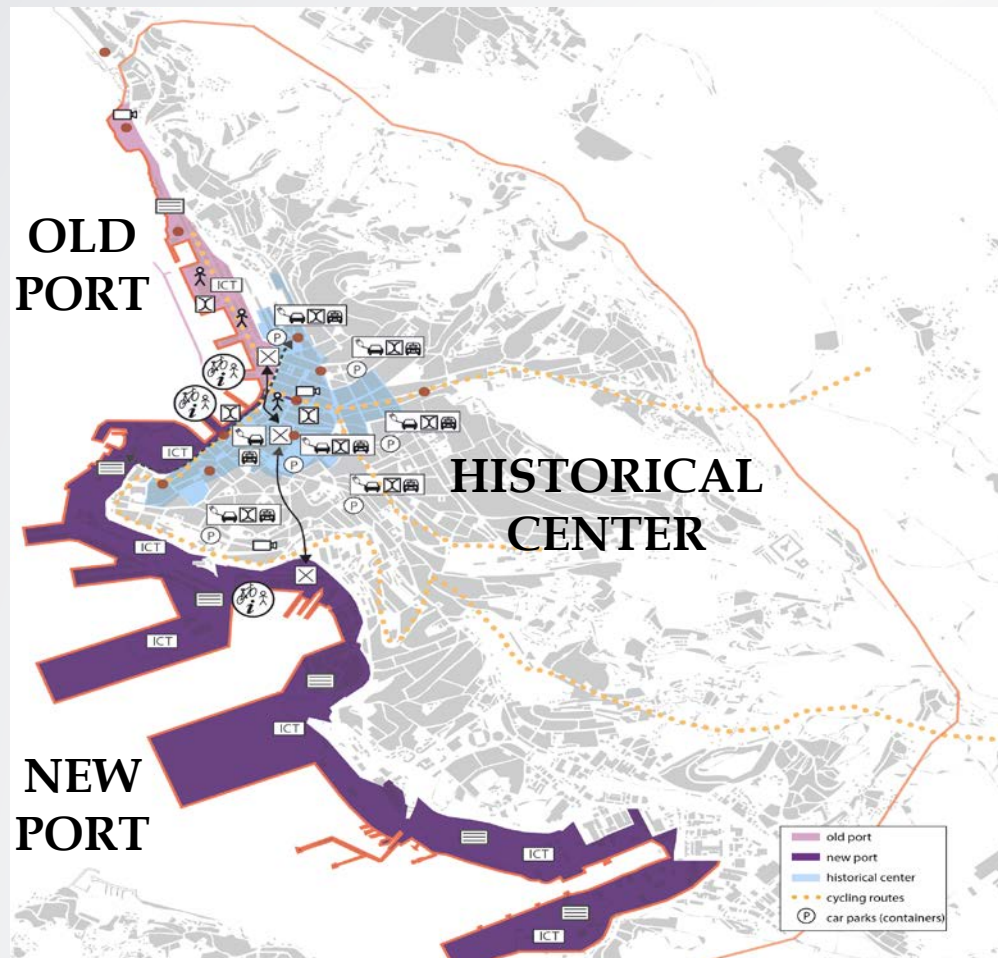 OLD
PORT
ICT
P
P
i
i
ICT
P
P
HISTORICAL
CENTER
P
P
ICT
i
ICT
ICT
NEW
PORT
ICT
ICT
old port
new port
historical center
cycling routes
P car parks (containers)